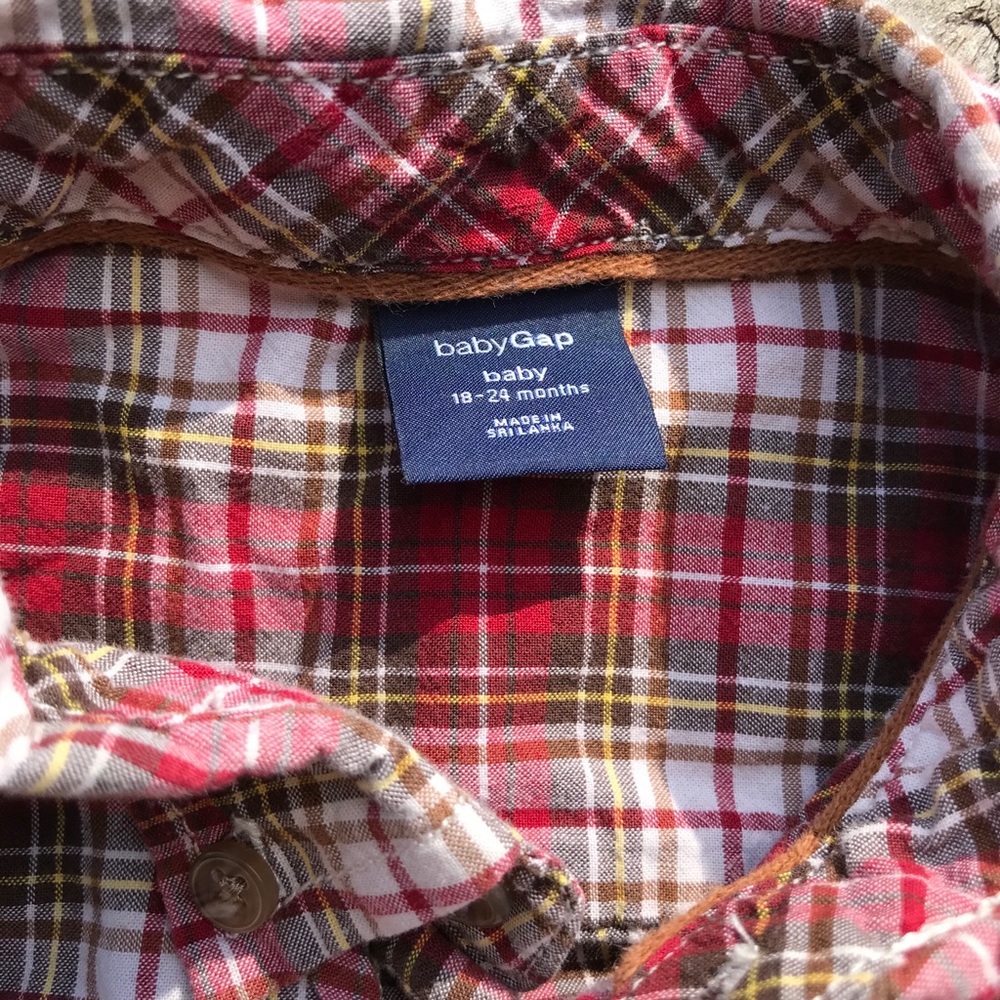 babyGap
baby
18-24 months
MADE IN
SRI LANKA